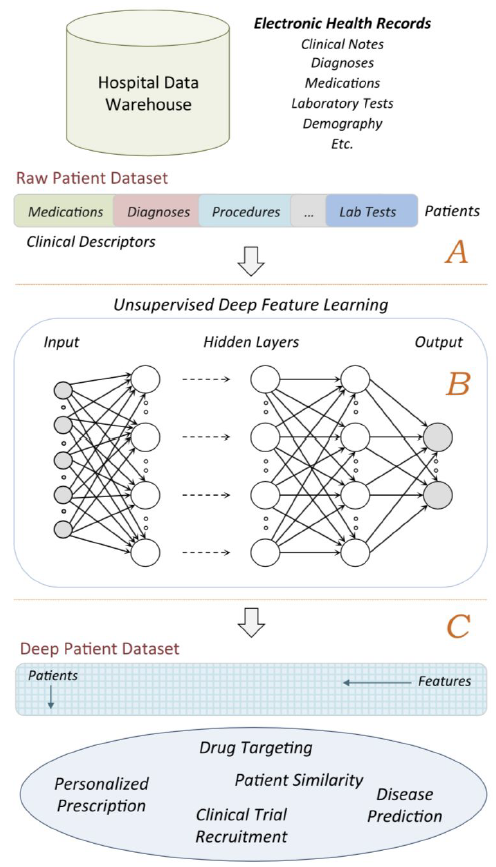 Hospital Data
Warehouse
Electronic Health Records
Clinical Notes
Diagnoses
Medications
Laboratory Tests
Demography
Etc.
Raw Patient Dataset
Medications Diagnoses Procedures ... Lab Tests Patients
Clinical Descriptors
A
Unsupervised Deep Feature Learning
Input Hidden Layers Output
B
C
Deep Patient Dataset
Patients
Features
Drug Targeting
Personalized
Prescription
Patient Similarity
Clinical Trial
Recruitment
Disease
Prediction